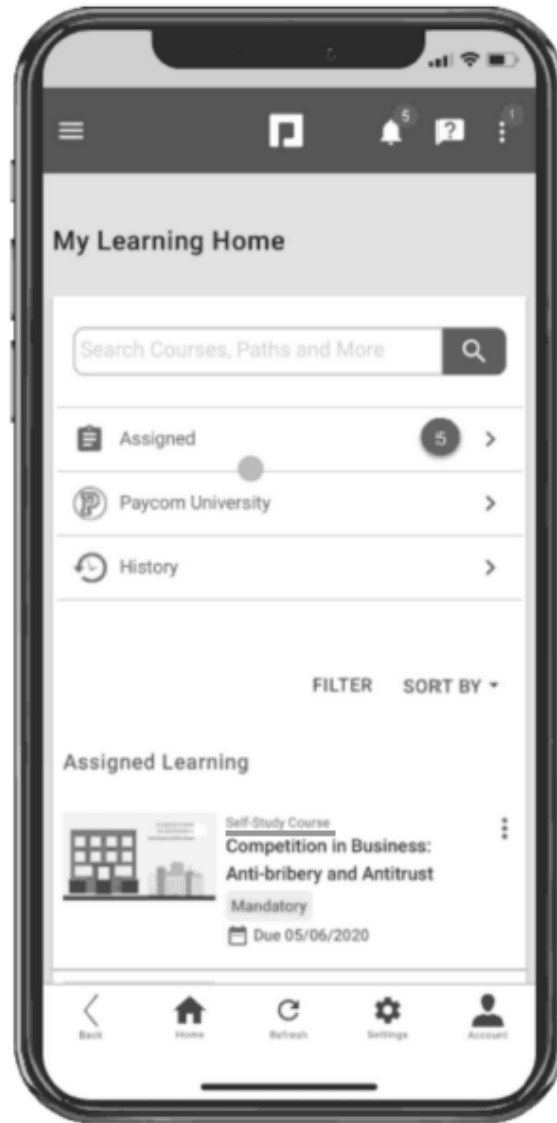 5
?
1
My Learning Home
Search Courses, Paths and More
Assigned
5
Paycom University
History
FILTER SORT BY
Assigned Learning
Self-Study Course
Competition in Business:
Anti-bribery and Antitrust
Mandatory
Due 05/06/2020
Back Home Refresh Settings Account